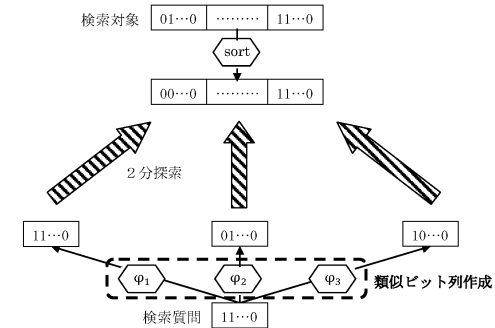 検索対象 01…0 ……… 11…0
sort
00…0 ……… 11…0
2分探索
11…0 01…0 10…0
φ1 φ2 φ3
類似ビット列作成
検索質問 11…0